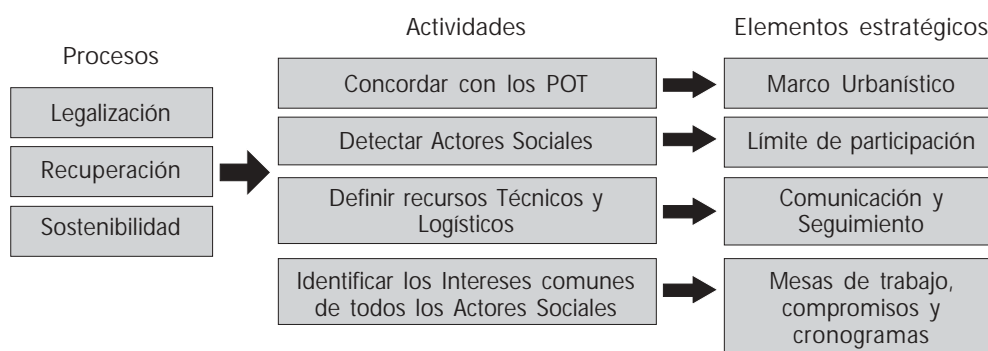 Procesos
Legalización
Recuperación
Sostenibilidad
Actividades
Concordar con los POT
Detectar Actores Sociales
Definir recursos Técnicos y
Logísticos
Identificar los Intereses comunes
de todos los Actores Sociales
Elementos estratégicos
Marco Urbanístico
Límite de participación
Comunicación y
Seguimiento
Mesas de trabajo,
compromisos y
cronogramas